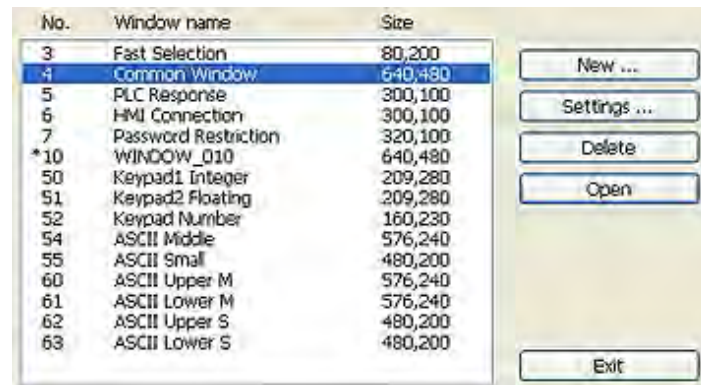 No. Window name Size
3 Fast Selection 80,200
4 Common Window 640,480
5 PLC Response 300,100
6 HMI Connection 300,100
7 Password Restriction 320,100
*10 WINDOW_010 640,480
50 Keypad1 Integer 209,280
51 Keypad2 Floating 209,280
52 Keypad Number 160,230
54 ASCII Middle 576,240
55 ASCII Small 480,200
60 ASCII Upper M 576,240
61 ASCII Lower M 576,240
62 ASCII Upper S 480,200
63 ASCII Lower S 480,200
New ...
Settings ...
Delete
Open
Exit